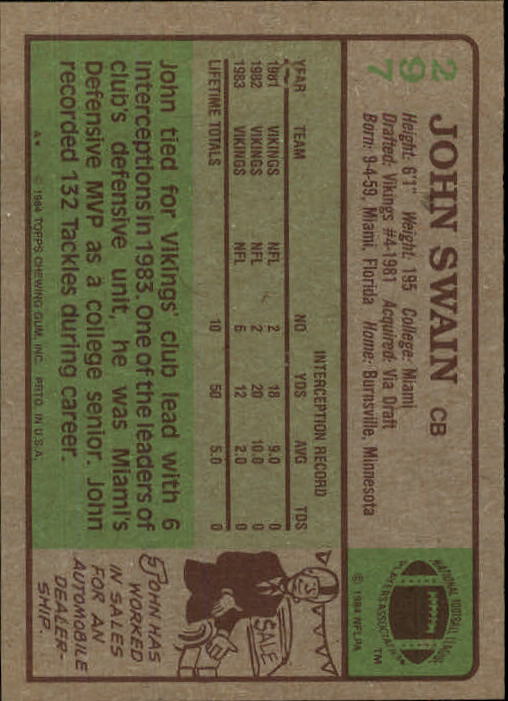 297
JOHN SWAIN CB
Height: 6'1" Weight: 195 College: Miami
Drafted: Vikings #4-1981 Acquired: Via Draft
Born: 9-4-59, Miami, Florida Home: Burnsville, Minnesota
NATIONAL FOOTBALL LEAGUE
PLAYERS ASSOCIATION
TM
© 1984 NFLPA
INTERCEPTION RECORD
YEAR TEAM NO YDS AVG TDS
1981 VIKINGS NFL 2 18 9.0 0
1982 VIKINGS NFL 2 20 10.0 0
1983 VIKINGS NFL 6 12 2.0 0
LIFETIME TOTALS 10 50 5.0 0
John tied for Vikings' club lead with 6
Interceptions in 1983. One of the leaders of
club's defensive unit, he was Miami's
Defensive MVP as a college senior. John
recorded 132 Tackles during career.
SALE
JOHN HAS
WORKED
IN SALES
FOR AN
AUTOMOBILE
DEALER-
SHIP.
A* © 1984 TOPPS CHEWING GUM, INC. PRTD. IN U.S.A.